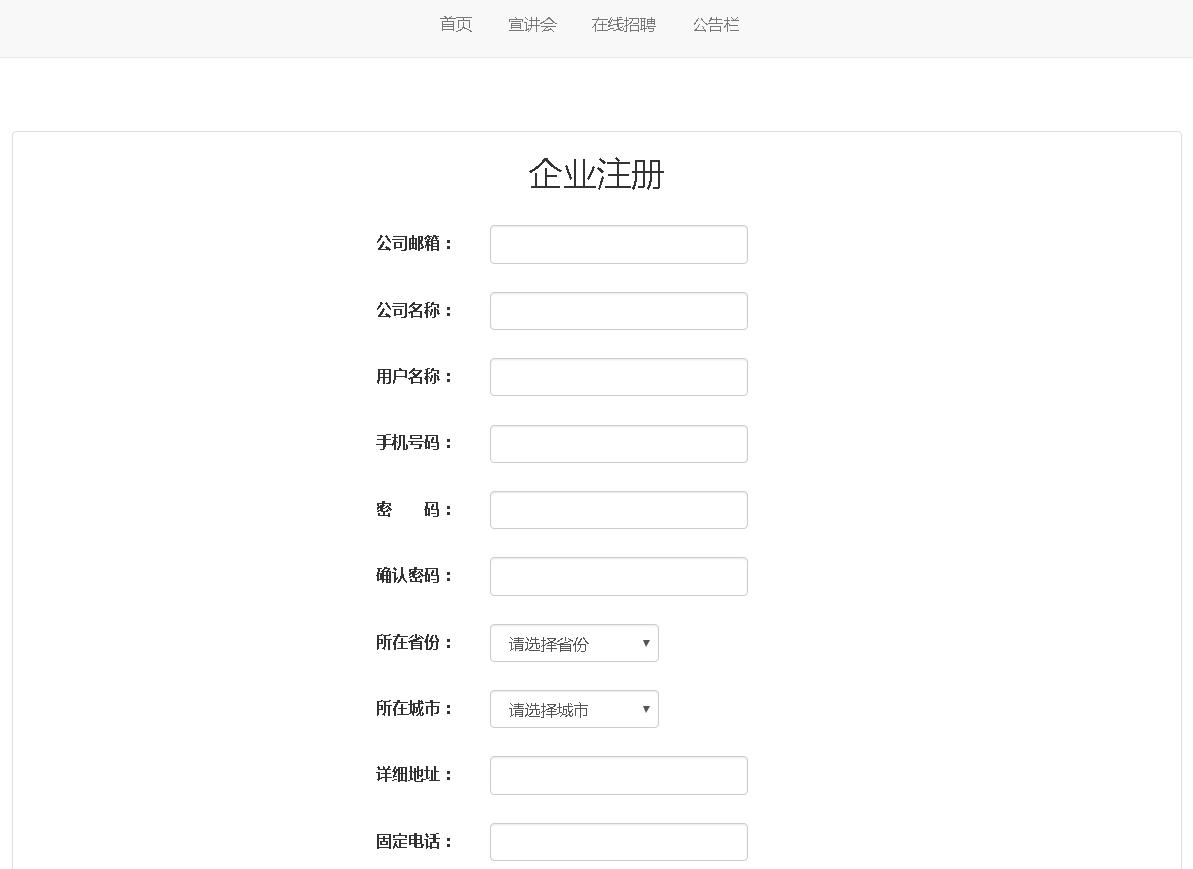 首页 宣讲会 在线招聘 公告栏
企业注册
公司邮箱：
公司名称：
用户名称：
手机号码：
密 码：
确认密码：
所在省份： 请选择省份
所在城市： 请选择城市
详细地址：
固定电话：